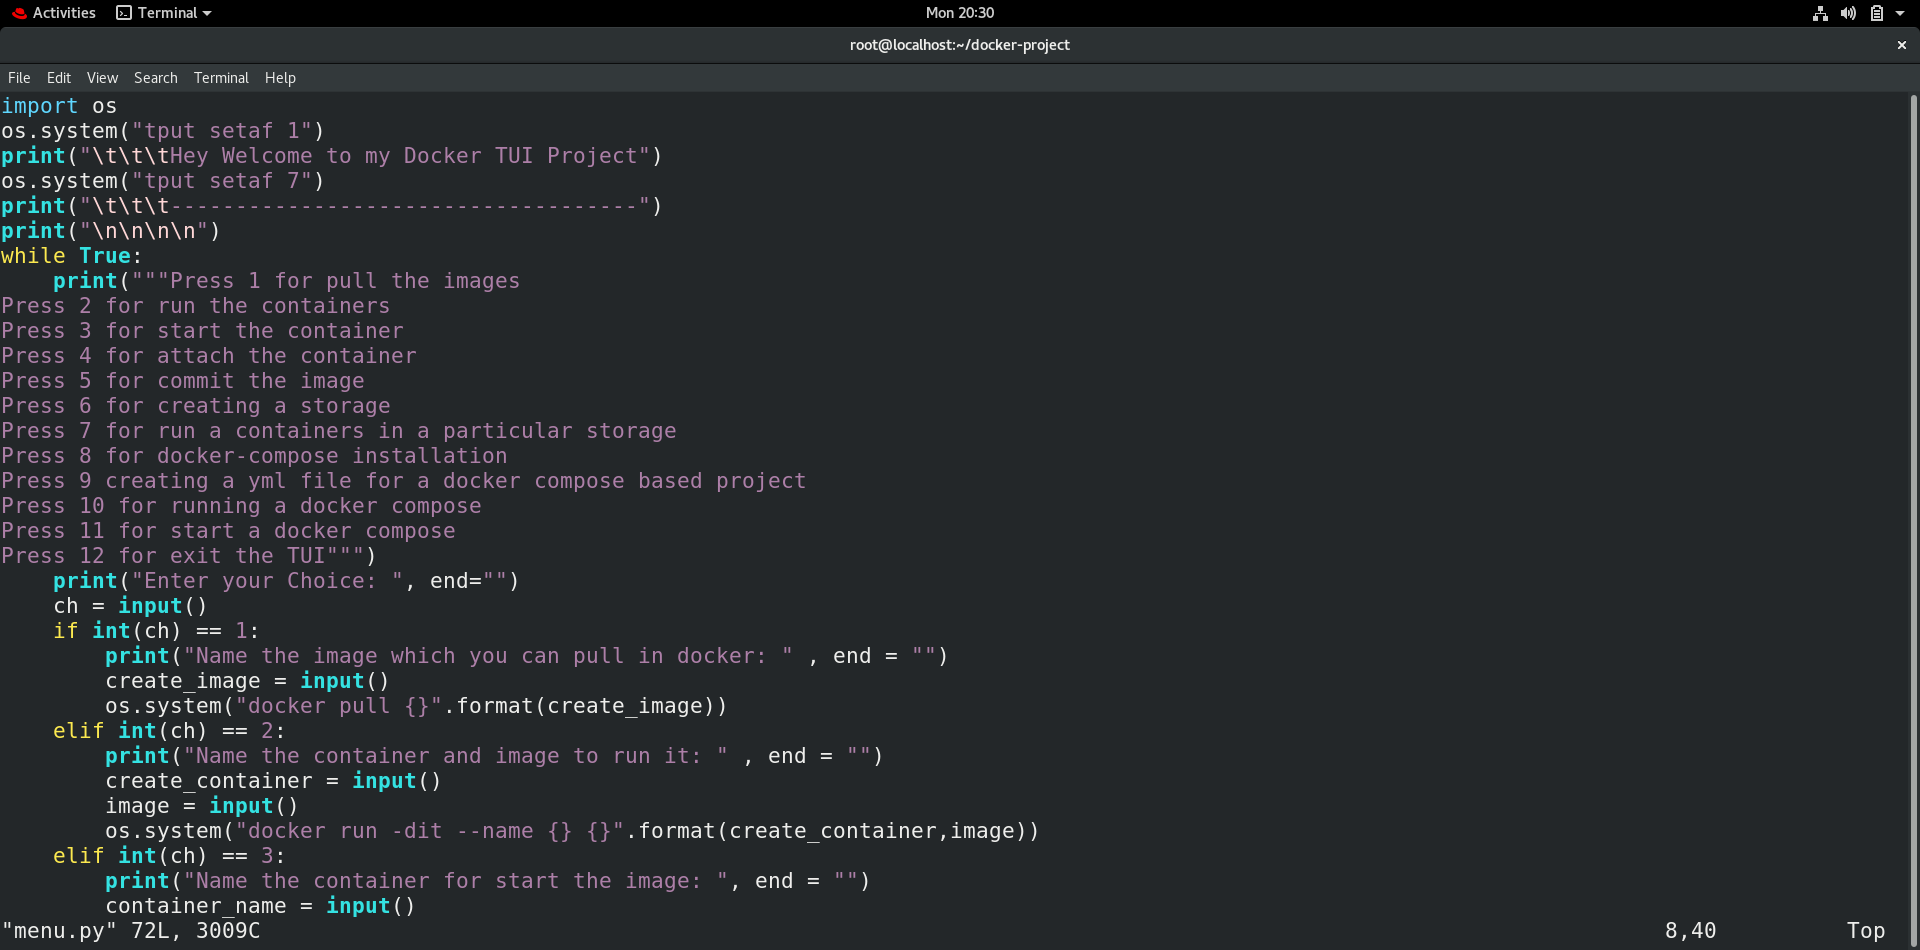 Activities Terminal Mon 20:30
root@localhost:~/docker-project ×
File Edit View Search Terminal Help
import os
os.system("tput setaf 1")
print("\t\t\tHey Welcome to my Docker TUI Project")
os.system("tput setaf 7")
print("\t\t\t------------------------------------")
print("\n\n\n\n")
while True:
    print("""Press 1 for pull the images
Press 2 for run the containers
Press 3 for start the container
Press 4 for attach the container
Press 5 for commit the image
Press 6 for creating a storage
Press 7 for run a containers in a particular storage
Press 8 for docker-compose installation
Press 9 creating a yml file for a docker compose based project
Press 10 for running a docker compose
Press 11 for start a docker compose
Press 12 for exit the TUI""")
    print("Enter your Choice: ", end="")
    ch = input()
    if int(ch) == 1:
        print("Name the image which you can pull in docker: " , end = "")
        create_image = input()
        os.system("docker pull {}".format(create_image))
    elif int(ch) == 2:
        print("Name the container and image to run it: " , end = "")
        create_container = input()
        image = input()
        os.system("docker run -dit --name {} {}".format(create_container,image))
    elif int(ch) == 3:
        print("Name the container for start the image: ", end = "")
        container_name = input()
"menu.py" 72L, 3009C 8,40 Top